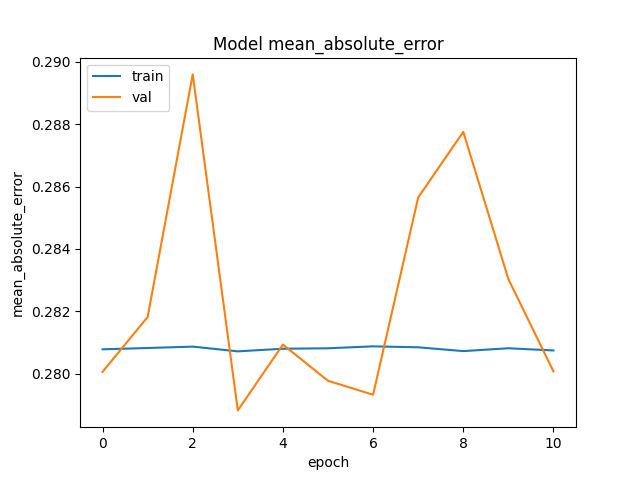 Model mean_absolute_error
train
val
mean_absolute_error
0.290
0.288
0.286
0.284
0.282
0.280
0 2 4 6 8 10
epoch